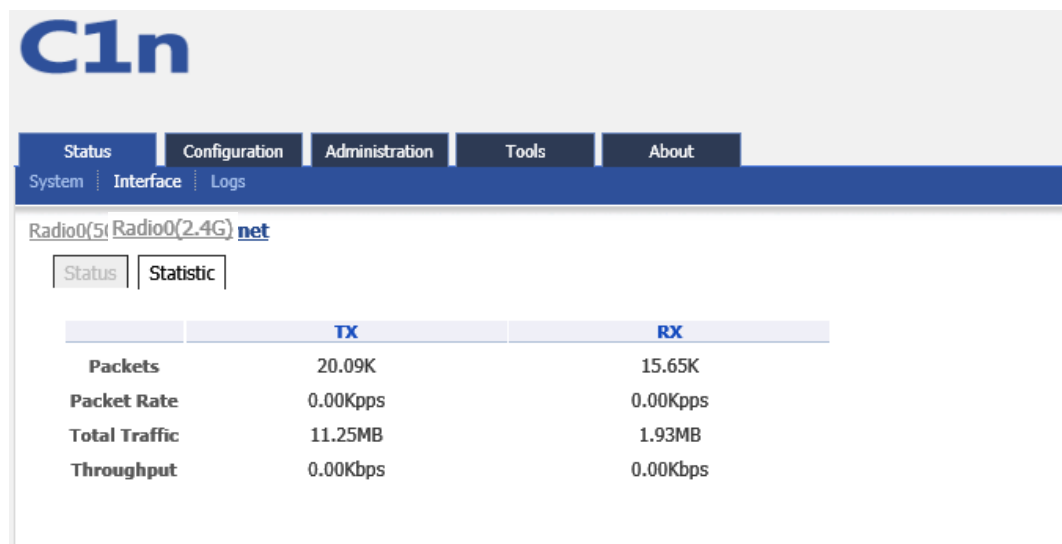 C1n
Status Configuration Administration Tools About
System Interface Logs
Radio0(5 Radio0(2.4G) net
Status Statistic
TX RX
Packets 20.09K 15.65K
Packet Rate 0.00Kpps 0.00Kpps
Total Traffic 11.25MB 1.93MB
Throughput 0.00Kbps 0.00Kbps